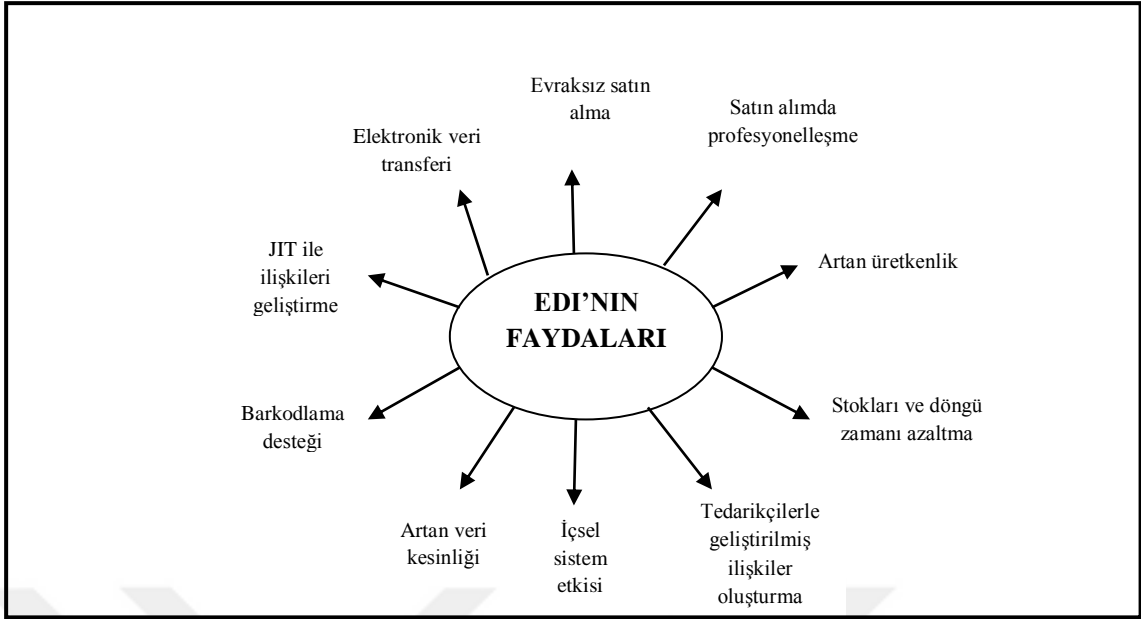 Evraksız satın
alma
Satın alımda
profesyonelleşme
Elektronik veri
transferi
JIT ile
ilişkileri
geliştirme
Artan üretkenlik
EDI’NIN
FAYDALARI
Barkodlama
desteği
Stokları ve döngü
zamanı azaltma
Artan veri
kesinliği
İçsel
sistem
etkisi
Tedarikçilerle
geliştirilmiş
ilişkiler
oluşturma